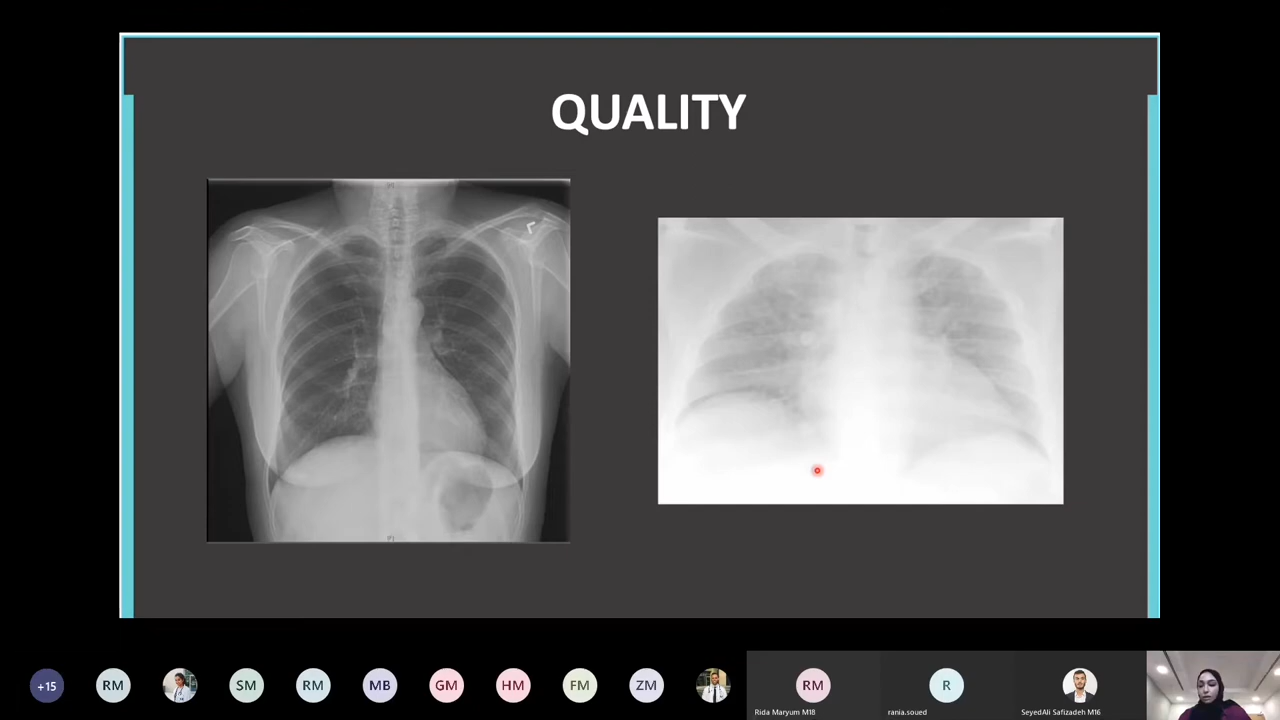 QUALITY
+15
RM
SM
RM
MB
GM
HM
FM
ZM
RM
R
Rida Maryum M18
rania.soued
SeyedAli Safizadeh M16